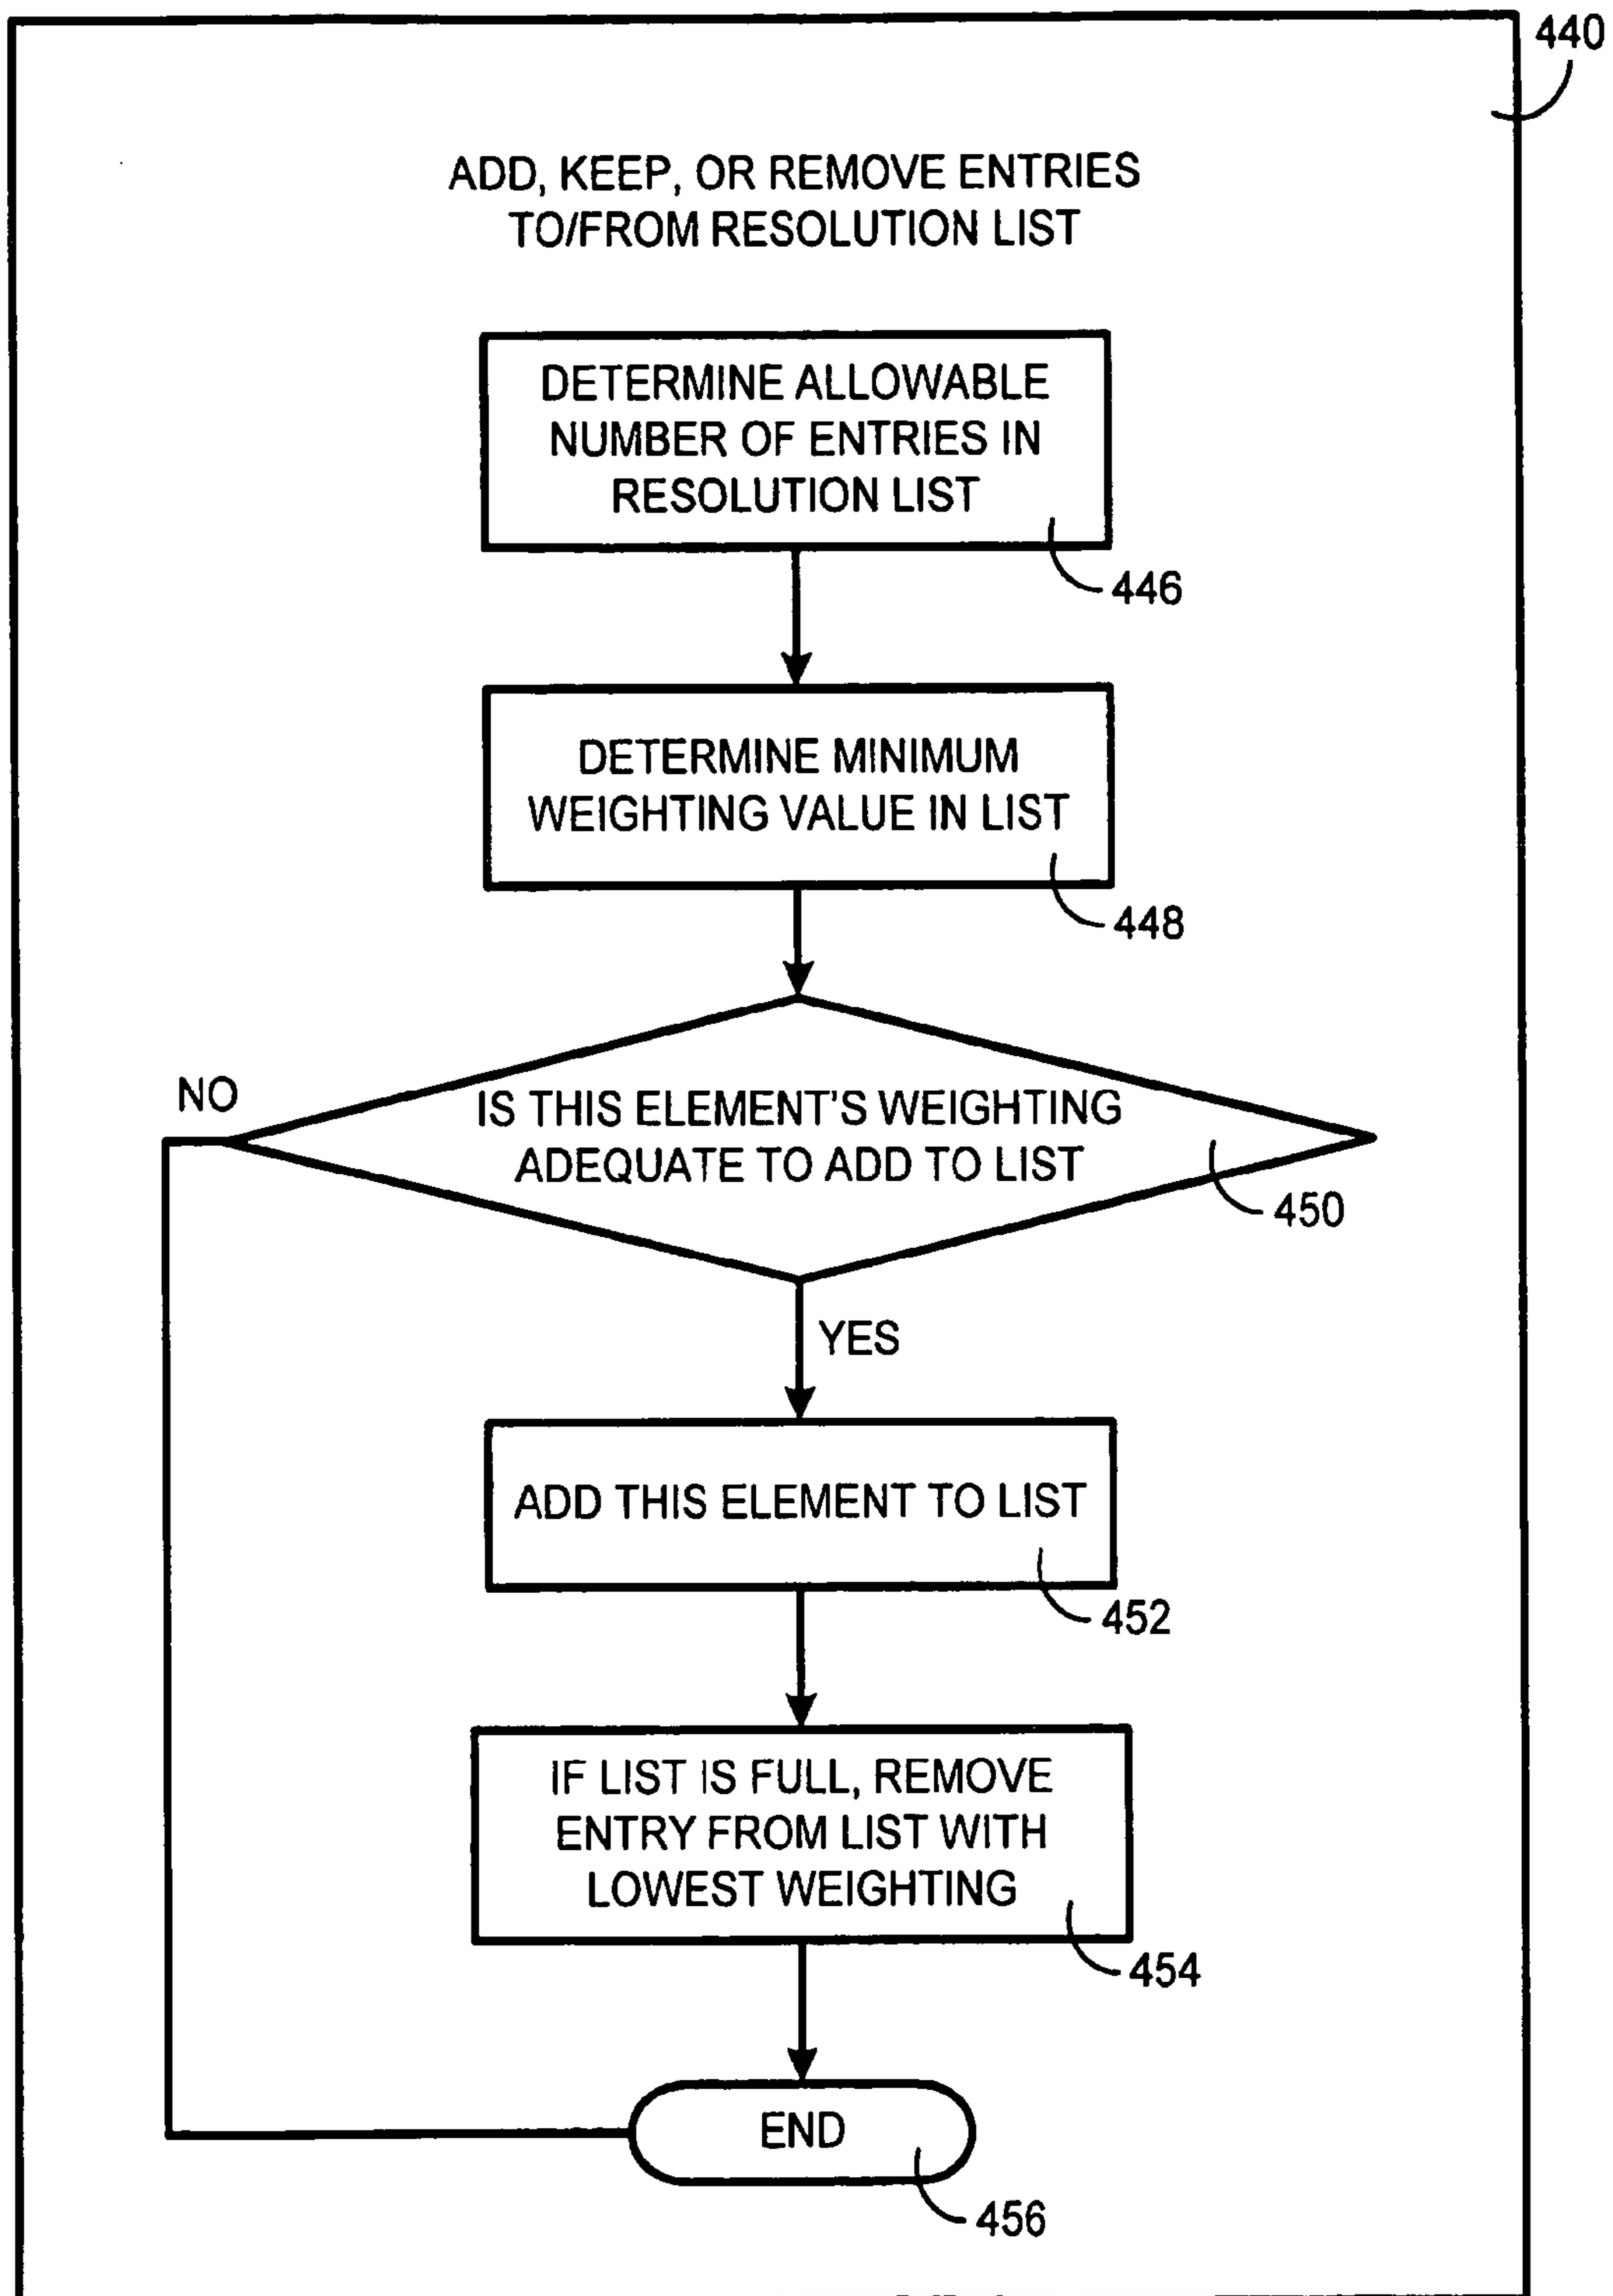 440
ADD, KEEP, OR REMOVE ENTRIES
TO/FROM RESOLUTION LIST
DETERMINE ALLOWABLE
NUMBER OF ENTRIES IN
RESOLUTION LIST
446
DETERMINE MINIMUM
WEIGHTING VALUE IN LIST
448
NO
IS THIS ELEMENT'S WEIGHTING
ADEQUATE TO ADD TO LIST
450
YES
ADD THIS ELEMENT TO LIST
452
IF LIST IS FULL, REMOVE
ENTRY FROM LIST WITH
LOWEST WEIGHTING
454
END
456